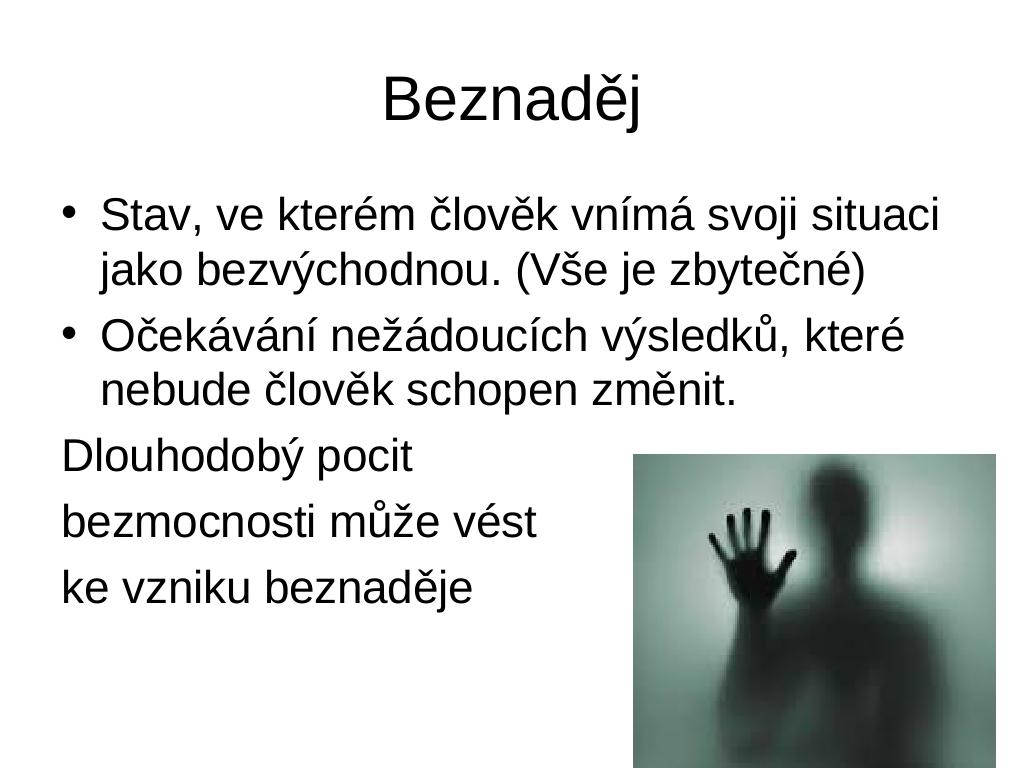 Beznaděj
• Stav, ve kterém člověk vnímá svoji situaci
jako bezvýchodnou. (Vše je zbytečné)
• Očekávání nežádoucích výsledků, které
nebude člověk schopen změnit.
Dlouhodobý pocit
bezmocnosti může vést
ke vzniku beznaděje